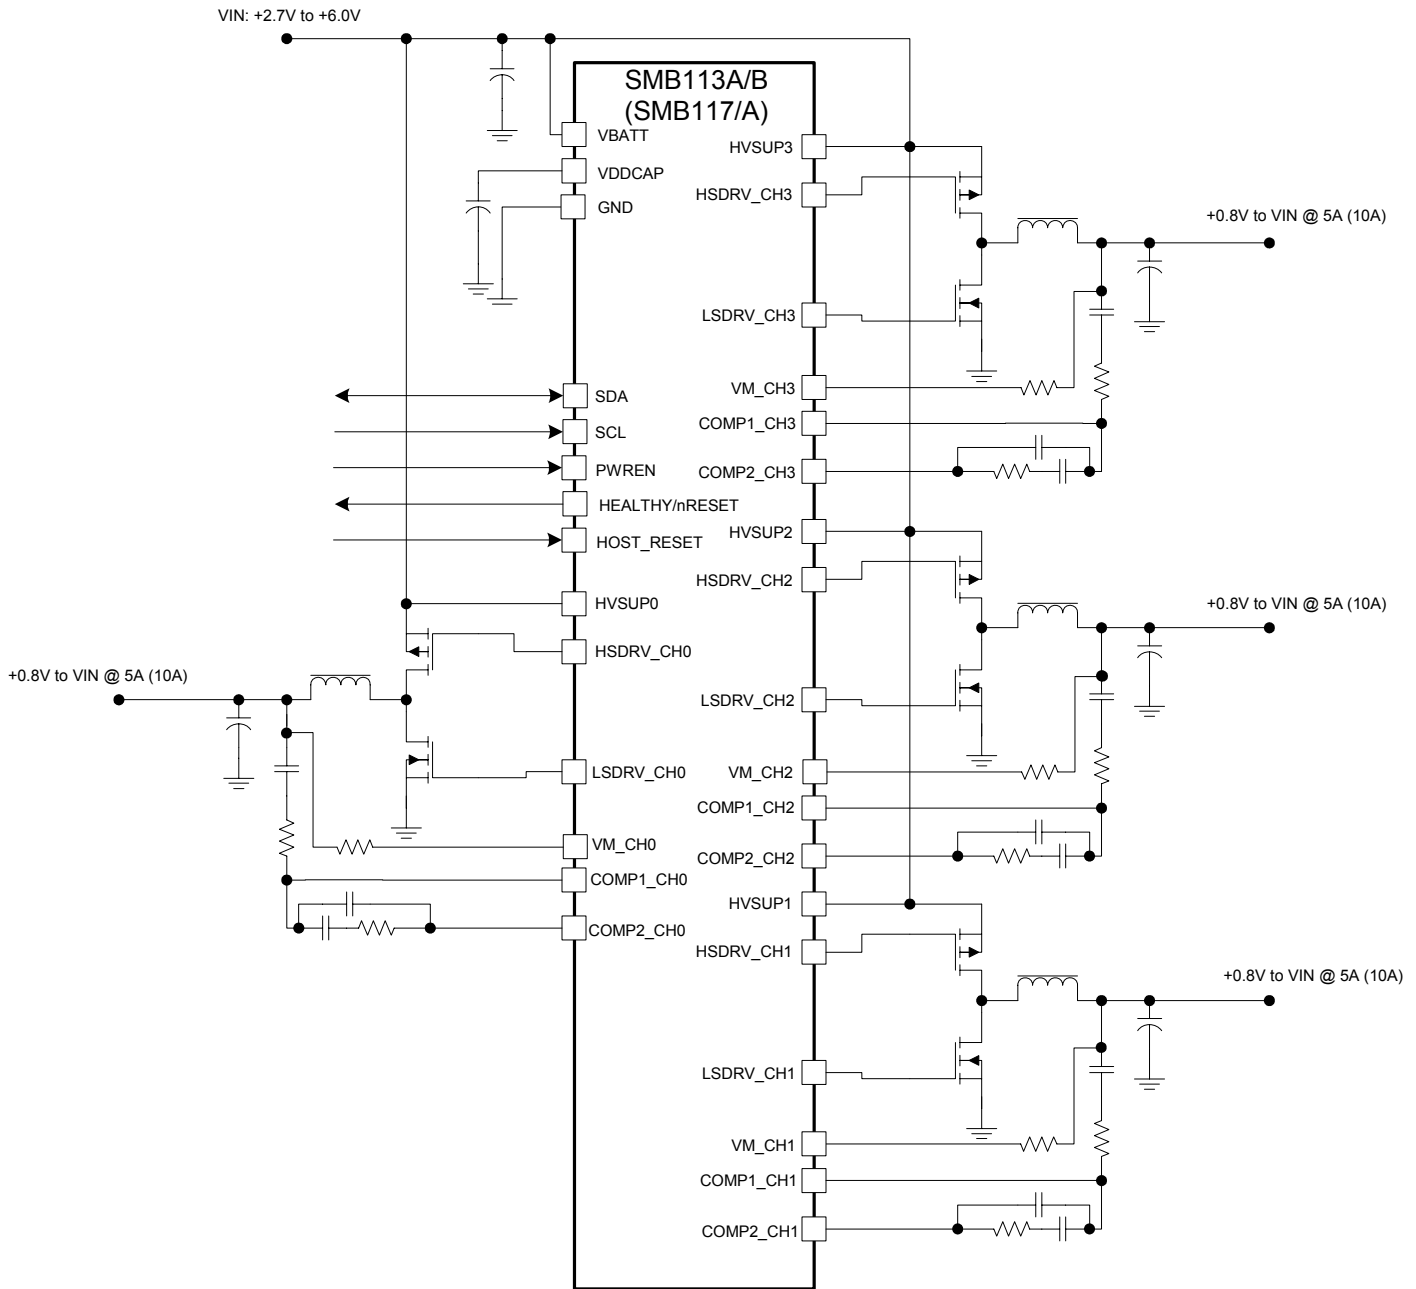 VIN: +2.7V to +6.0V
SMB113A/B
(SMB117/A)
VBATT
VDDCAP
GND
SDA
SCL
PWREN
HEALTHY/nRESET
HOST_RESET
HVSUP0
HSDRV_CH0
LSDRV_CH0
VM_CH0
COMP1_CH0
COMP2_CH0
+0.8V to VIN @ 5A (10A)
HVSUP3
HSDRV_CH3
LSDRV_CH3
VM_CH3
COMP1_CH3
COMP2_CH3
+0.8V to VIN @ 5A (10A)
HVSUP2
HSDRV_CH2
LSDRV_CH2
VM_CH2
COMP1_CH2
COMP2_CH2
+0.8V to VIN @ 5A (10A)
HVSUP1
HSDRV_CH1
LSDRV_CH1
VM_CH1
COMP1_CH1
COMP2_CH1
+0.8V to VIN @ 5A (10A)